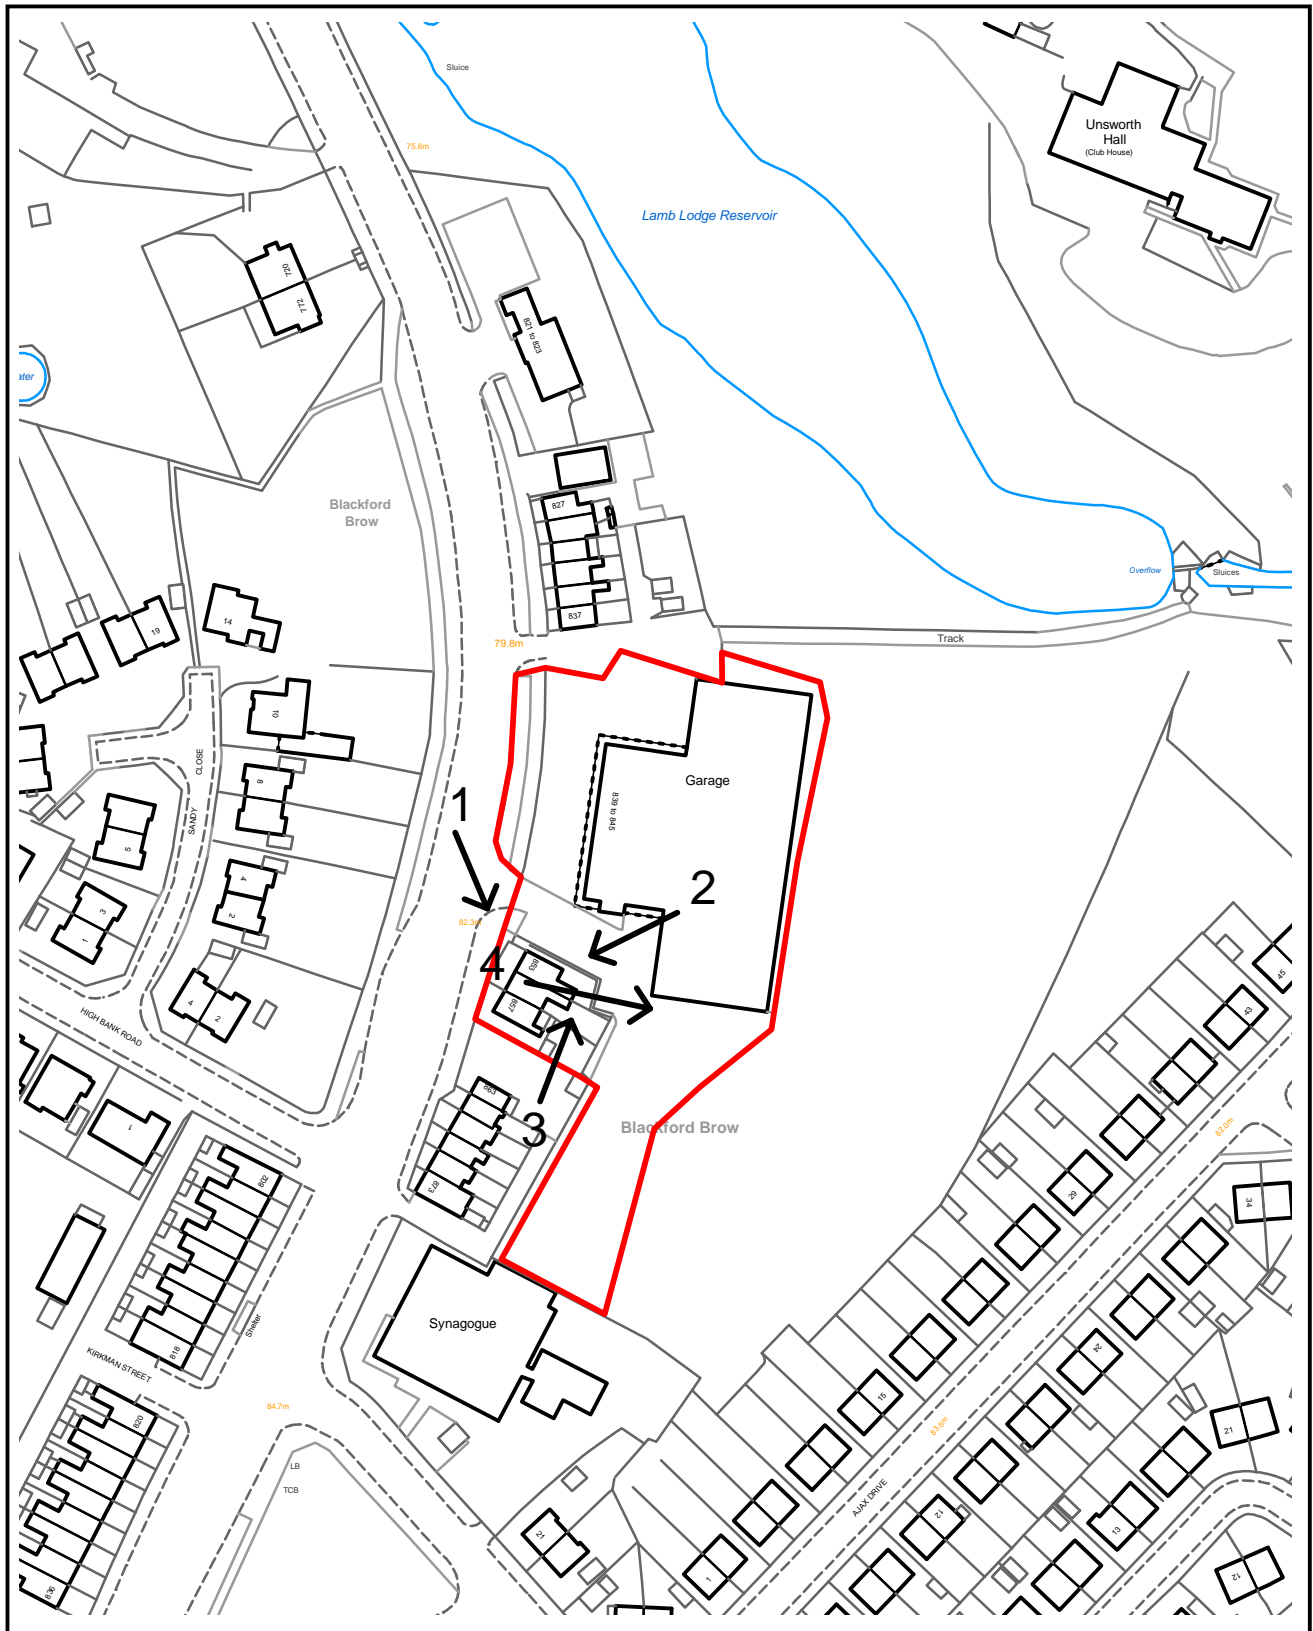 Sluice
75.6m
Unsworth
Hall
(Club House)
Lamb Lodge Reservoir
720
772
821 to 823
ater
Blackford
Brow
827
837
Overflow
Sluices
Track
79.8m
19
14
10
CLOSE
SANDY
8
5
4
2
3
1
4
2
HIGH BANK ROAD
Garage
839 to 845
1
2
82.3m
4
853
857
3
863
873
Blackford Brow
1
802
818
Shelter
KIRKMAN STREET
820
836
84.7m
LB
TCB
Synagogue
21
45
43
29
15
1
82.0m
83.5m
AJAX DRIVE
34
24
21
12
13
12